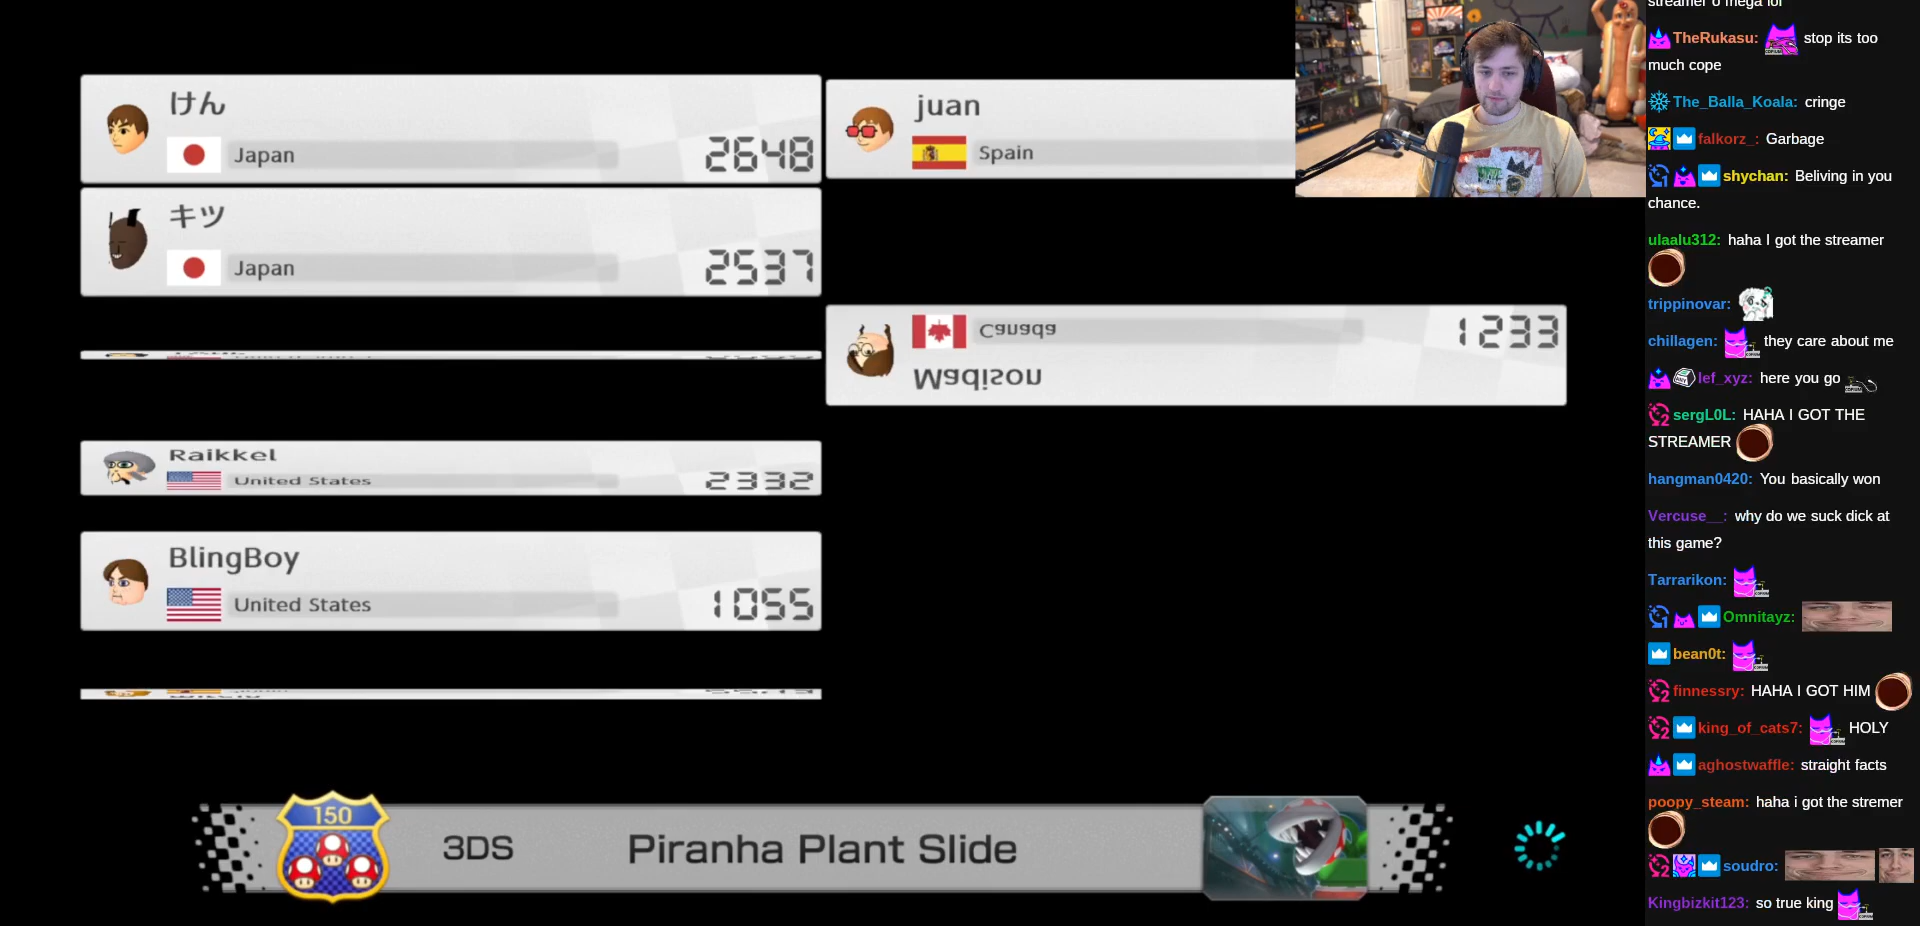 けん
Japan
2648
キツ
Japan
2537
Raikkel
United States
2332
BlingBoy
United States
1055
juan
Spain
Canada
1233
Madison
150
3DS
Piranha Plant Slide
streamer o mega lol
TheRukasu: stop its too
much cope
The_Balla_Koala: cringe
falkorz_: Garbage
shychan: Beliving in you
chance.
ulaalu312: haha I got the streamer
trippinovar:
chillagen: they care about me
lef_xyz: here you go
sergL0L: HAHA I GOT THE
STREAMER
hangman0420: You basically won
Vercuse__: why do we suck dick at
this game?
Tarrarikon:
Omnitayz:
bean0t:
finnessry: HAHA I GOT HIM
king_of_cats7: HOLY
aghostwaffle: straight facts
poopy_steam: haha i got the stremer
soudro:
Kingbizkit123: so true king